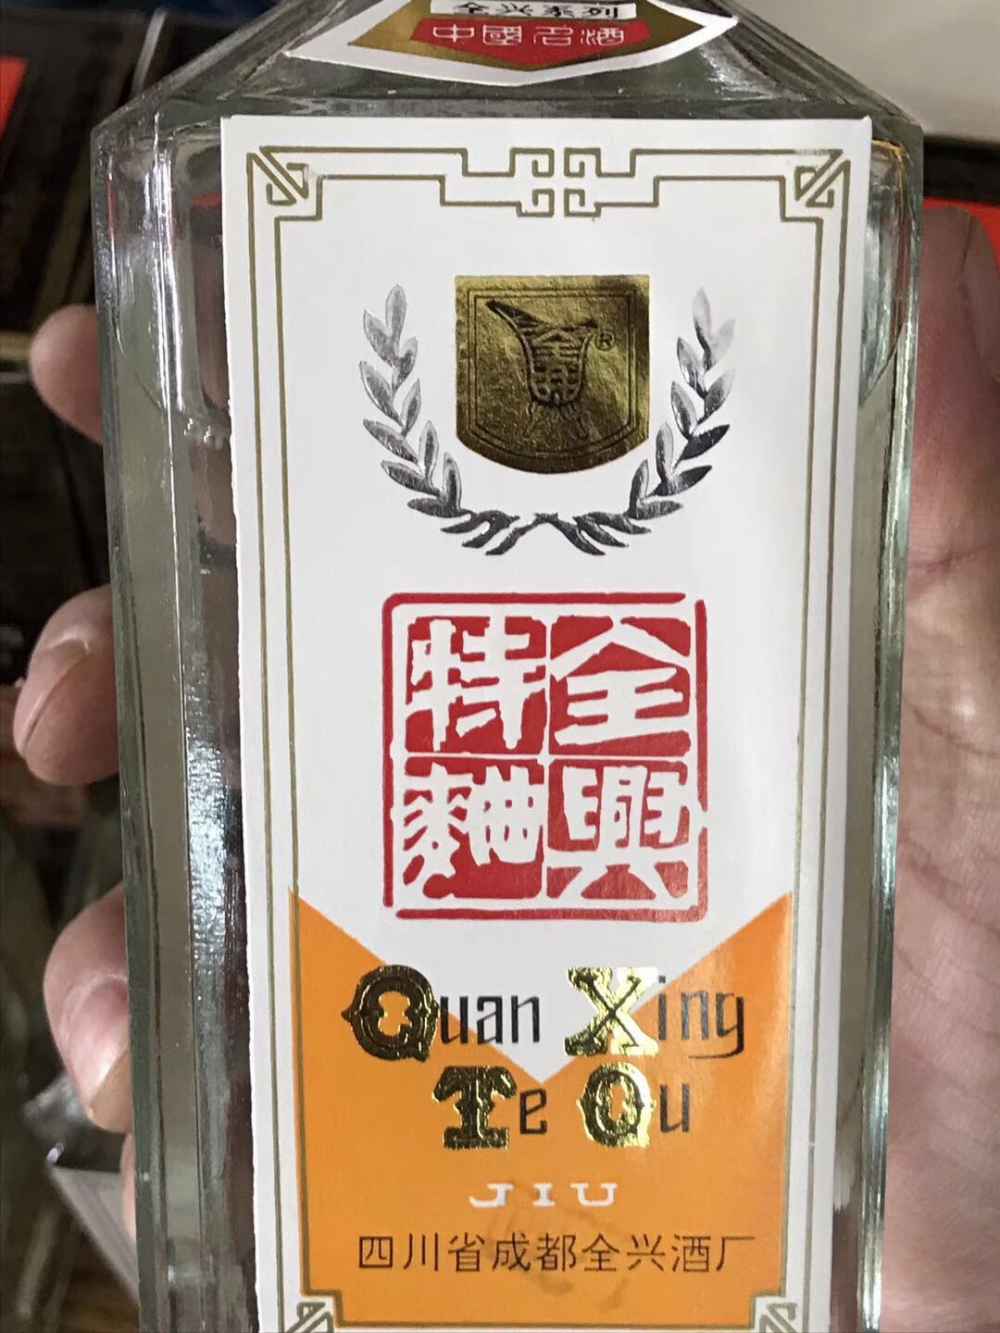 全兴系列
中國名酒
®
全興
特麯
Quan Xing
Te Qu
JIU
四川省成都全兴酒厂